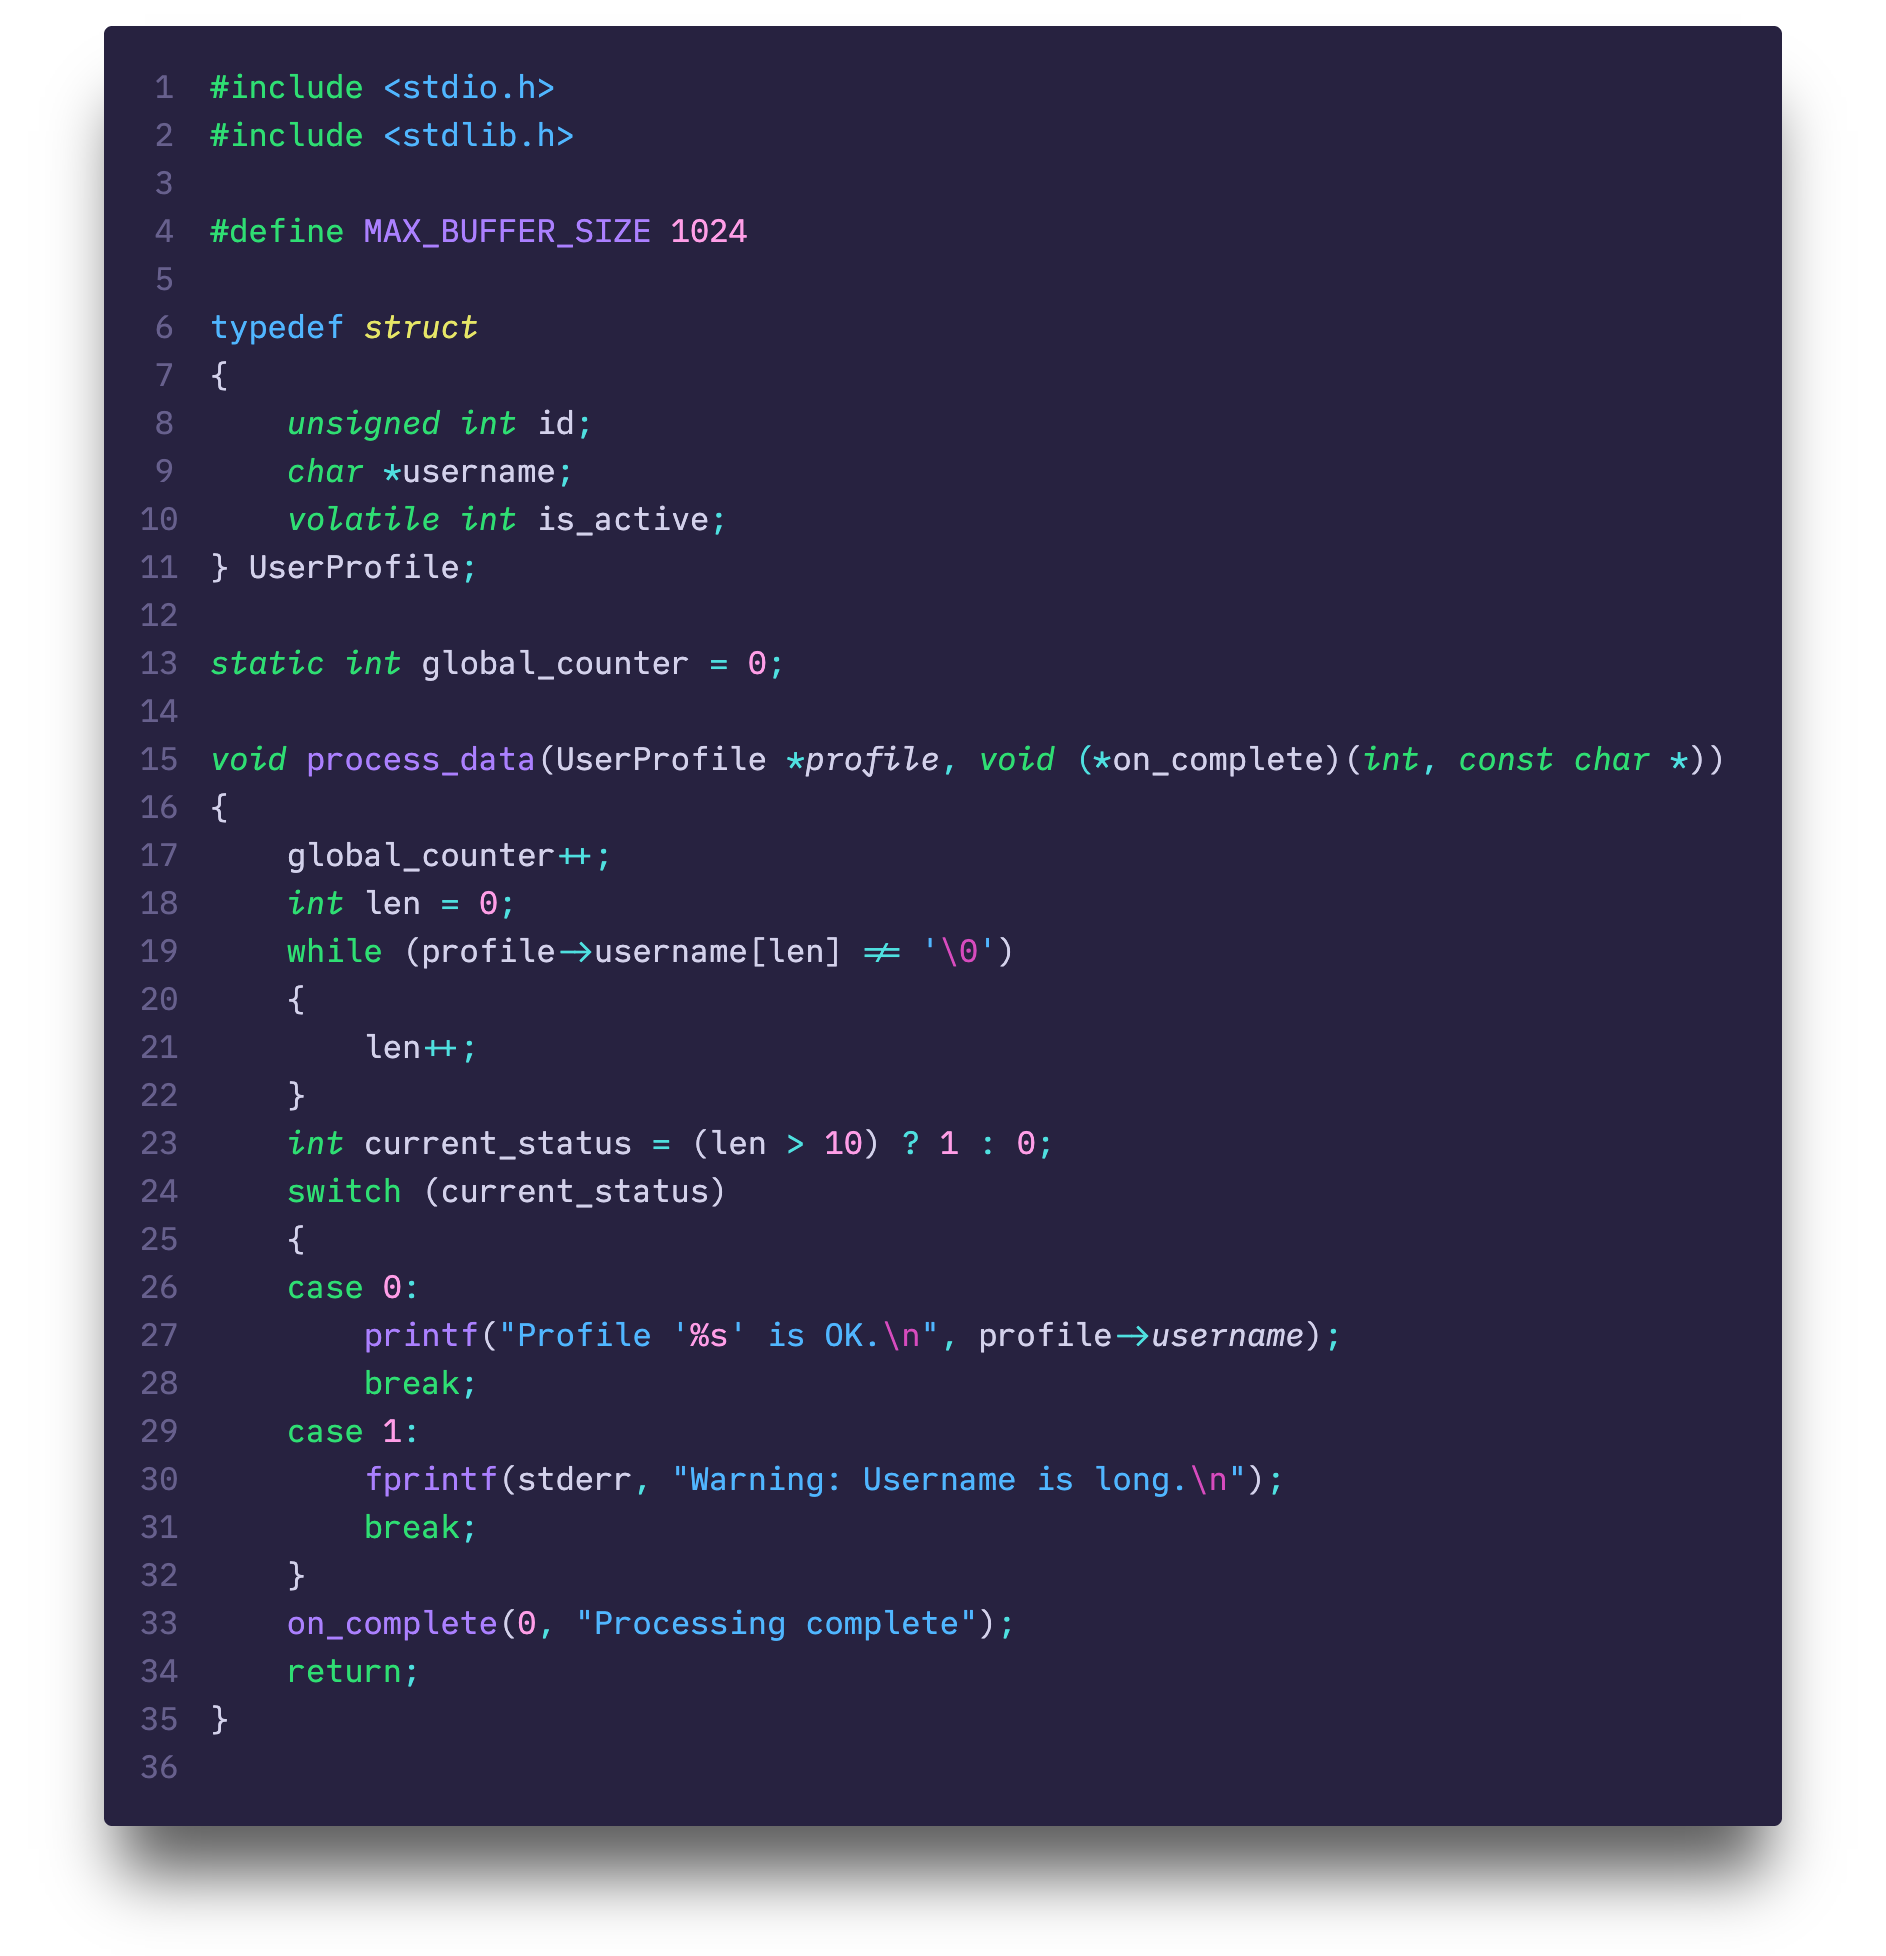 1 #include <stdio.h>
2 #include <stdlib.h>
3
4 #define MAX_BUFFER_SIZE 1024
5
6 typedef struct
7 {
8     unsigned int id;
9     char *username;
10     volatile int is_active;
11 } UserProfile;
12
13 static int global_counter = 0;
14
15 void process_data(UserProfile *profile, void (*on_complete)(int, const char *))
16 {
17     global_counter++;
18     int len = 0;
19     while (profile->username[len] != '\0')
20     {
21         len++;
22     }
23     int current_status = (len > 10) ? 1 : 0;
24     switch (current_status)
25     {
26     case 0:
27         printf("Profile '%s' is OK.\n", profile->username);
28         break;
29     case 1:
30         fprintf(stderr, "Warning: Username is long.\n");
31         break;
32     }
33     on_complete(0, "Processing complete");
34     return;
35 }
36